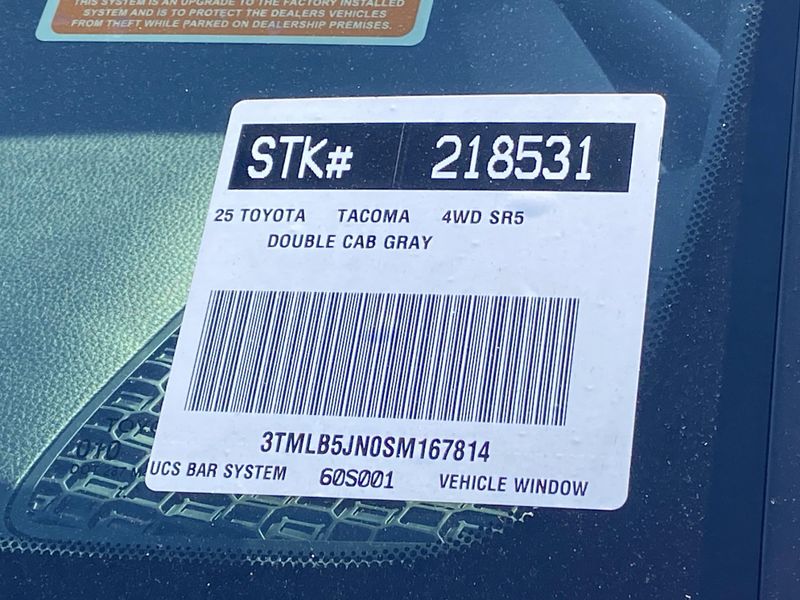 THIS SYSTEM IS AN UPGRADE TO THE FACTORY INSTALLED
SYSTEM AND IS TO PROTECT THE DEALERS VEHICLES
FROM THEFT WHILE PARKED ON DEALERSHIP PREMISES.
STK# 218531
25 TOYOTA TACOMA 4WD SR5
DOUBLE CAB GRAY
3TMLB5JN0SM167814
UCS BAR SYSTEM 60S001 VEHICLE WINDOW
010